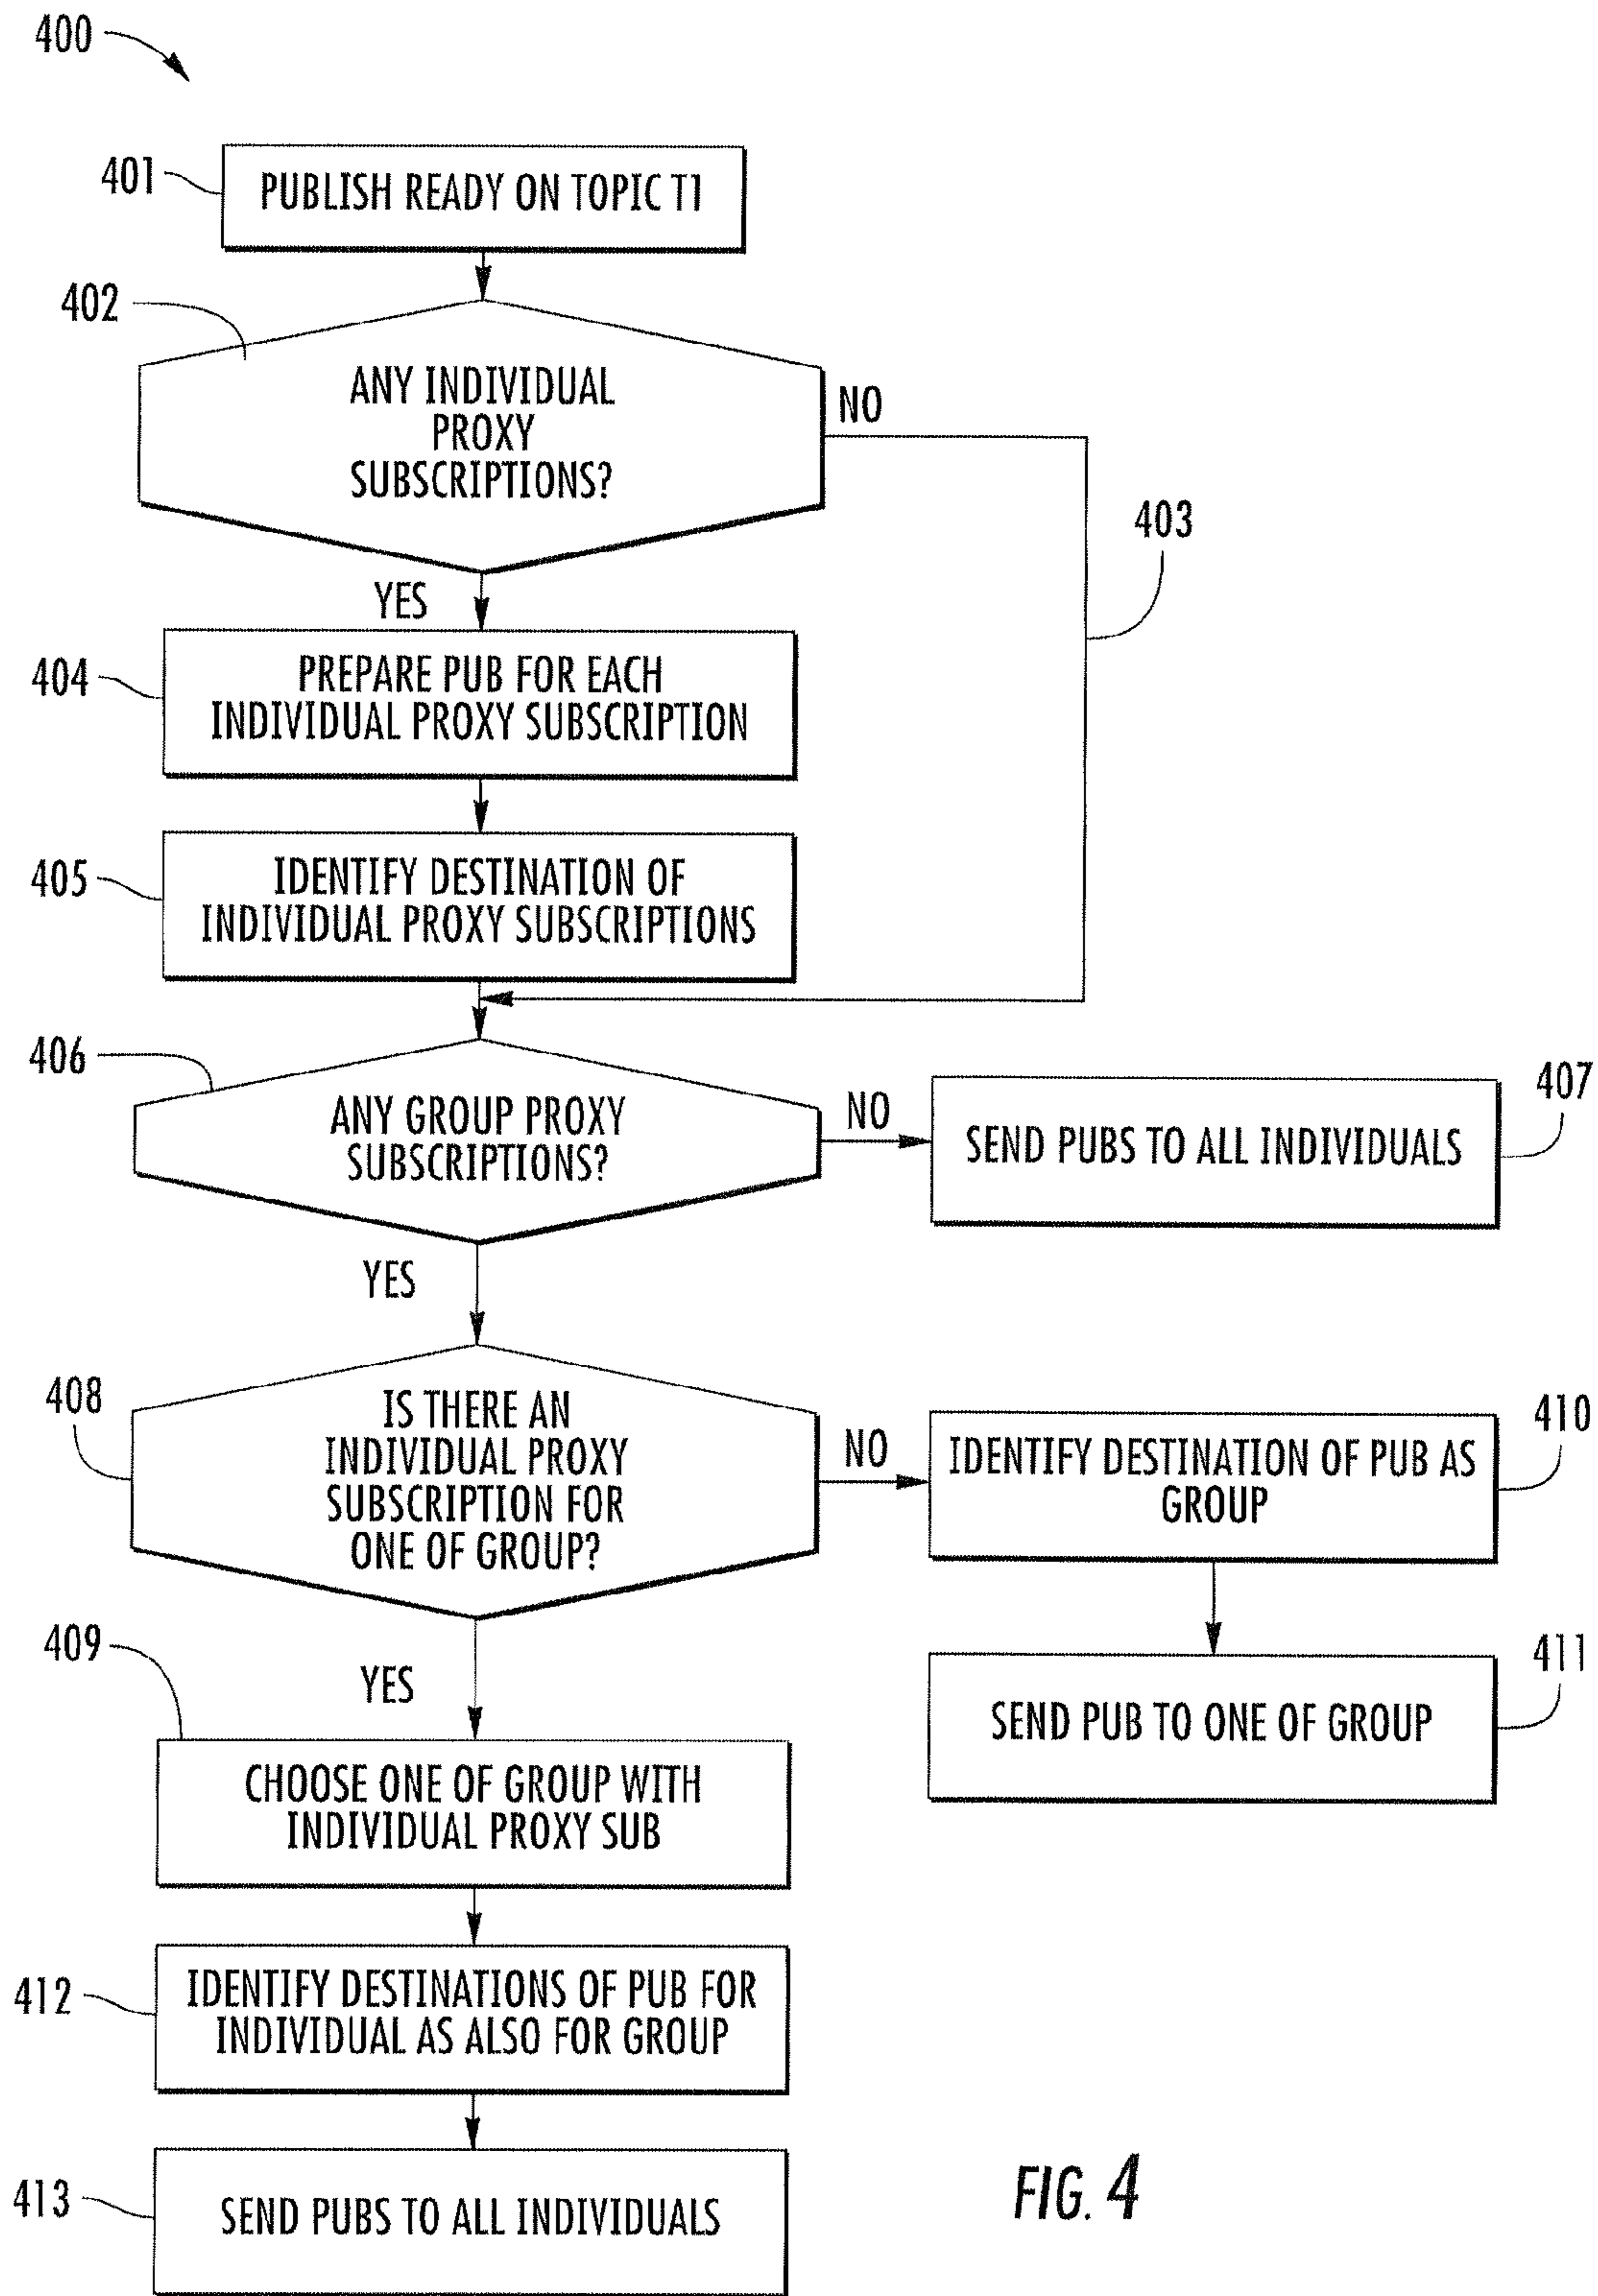 400
401
PUBLISH READY ON TOPIC T1
402
ANY INDIVIDUAL
PROXY
SUBSCRIPTIONS?
NO
403
YES
404
PREPARE PUB FOR EACH
INDIVIDUAL PROXY SUBSCRIPTION
405
IDENTIFY DESTINATION OF
INDIVIDUAL PROXY SUBSCRIPTIONS
406
ANY GROUP PROXY
SUBSCRIPTIONS?
NO
407
SEND PUBS TO ALL INDIVIDUALS
YES
408
IS THERE AN
INDIVIDUAL PROXY
SUBSCRIPTION FOR
ONE OF GROUP?
NO
410
IDENTIFY DESTINATION OF PUB AS
GROUP
411
SEND PUB TO ONE OF GROUP
YES
409
CHOOSE ONE OF GROUP WITH
INDIVIDUAL PROXY SUB
412
IDENTIFY DESTINATIONS OF PUB FOR
INDIVIDUAL AS ALSO FOR GROUP
413
SEND PUBS TO ALL INDIVIDUALS
FIG. 4